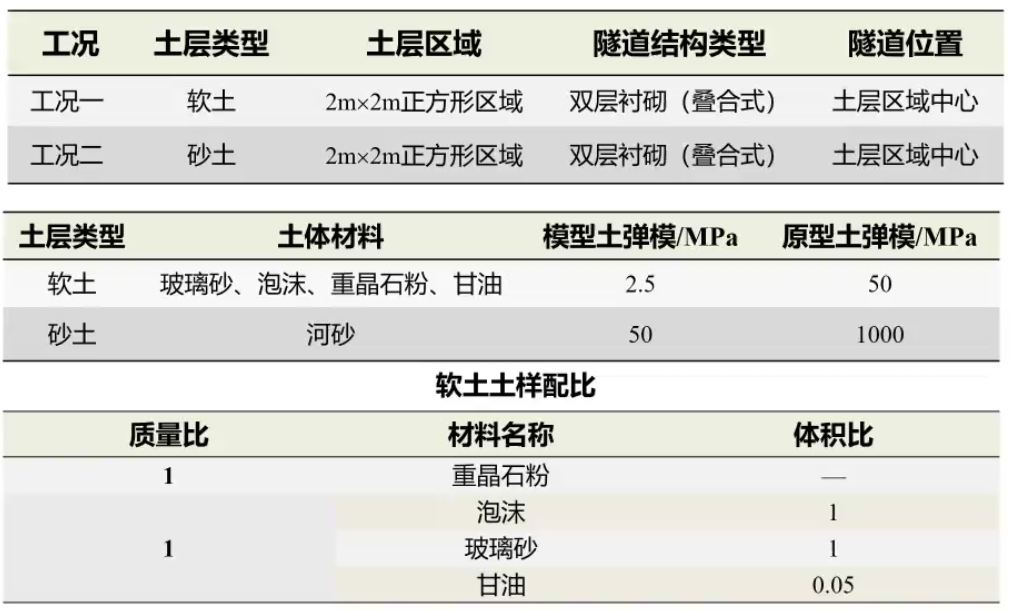 工况 土层类型 土层区域 隧道结构类型 隧道位置
工况一 软土 2m×2m正方形区域 双层衬砌（叠合式） 土层区域中心
工况二 砂土 2m×2m正方形区域 双层衬砌（叠合式） 土层区域中心
土层类型 土体材料 模型土弹模/MPa 原型土弹模/MPa
软土 玻璃砂、泡沫、重晶石粉、甘油 2.5 50
砂土 河砂 50 1000
软土土样配比
质量比 材料名称 体积比
1 重晶石粉 —
泡沫 1
1 玻璃砂 1
甘油 0.05